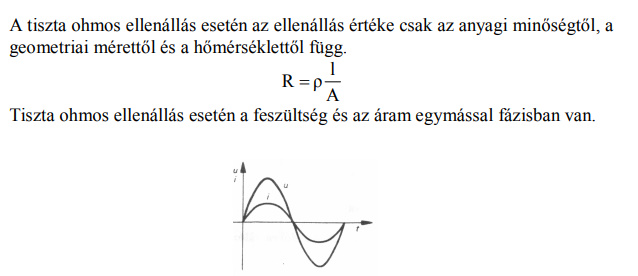 A tiszta ohmos ellenállás esetén az ellenállás értéke csak az anyagi minőségtől, a
geometriai mérettől és a hőmérséklettől függ.
R = ρ l/A
Tiszta ohmos ellenállás esetén a feszültség és az áram egymással fázisban van.
u
i
u
i
t